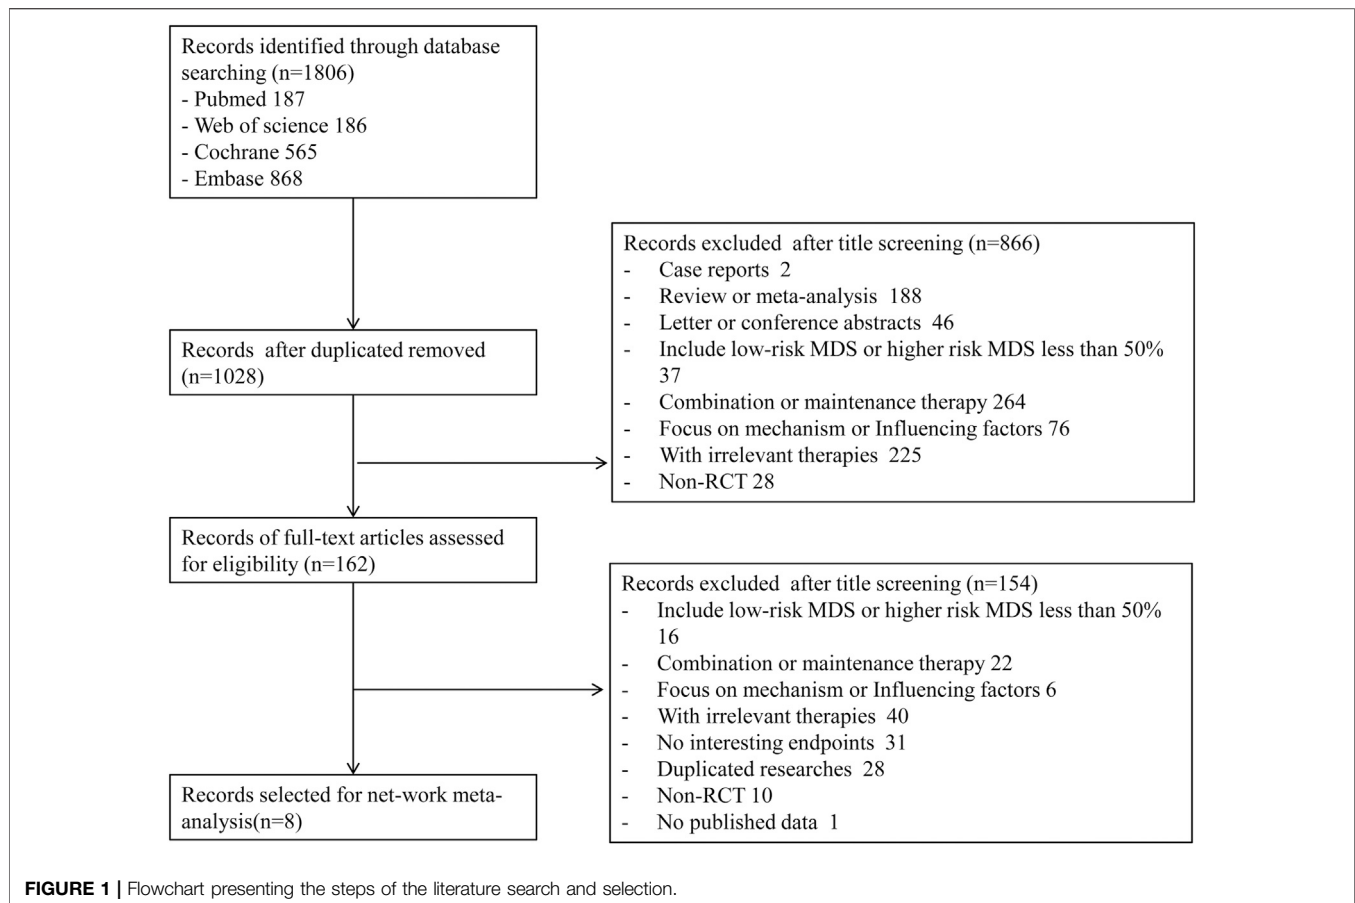 Records identified through database
searching (n=1806)
- Pubmed 187
- Web of science 186
- Cochrane 565
- Embase 868
Records excluded  after title screening (n=866)
-    Case reports  2
-    Review or meta-analysis  188
-    Letter or conference abstracts  46
-    Include low-risk MDS or higher risk MDS less than 50%
37
-    Combination or maintenance therapy 264
-    Focus on mechanism or Influencing factors 76
-    With irrelevant therapies  225
-    Non-RCT 28
Records  after duplicated removed
(n=1028)
Records of full-text articles assessed
for eligibility (n=162)
Records excluded  after title screening (n=154)
-    Include low-risk MDS or higher risk MDS less than 50%
16
-    Combination or maintenance therapy 22
-    Focus on mechanism or Influencing factors 6
-    With irrelevant therapies  40
-    No interesting endpoints  31
-    Duplicated researches  28
-    Non-RCT 10
-    No published data  1
Records selected for net-work meta-
analysis(n=8)
FIGURE 1 | Flowchart presenting the steps of the literature search and selection.